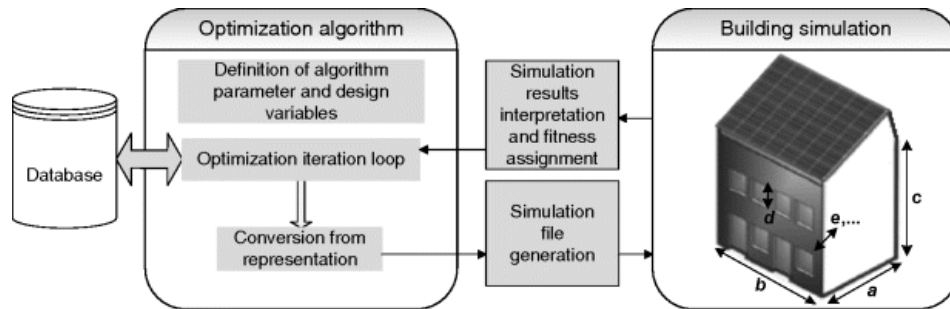 Optimization algorithm
Definition of algorithm
parameter and design
variables
Database
Optimization iteration loop
Conversion from
representation
Simulation
results
interpretation
and fitness
assignment
Simulation
file
generation
Building simulation
c
d
e,...
b
a